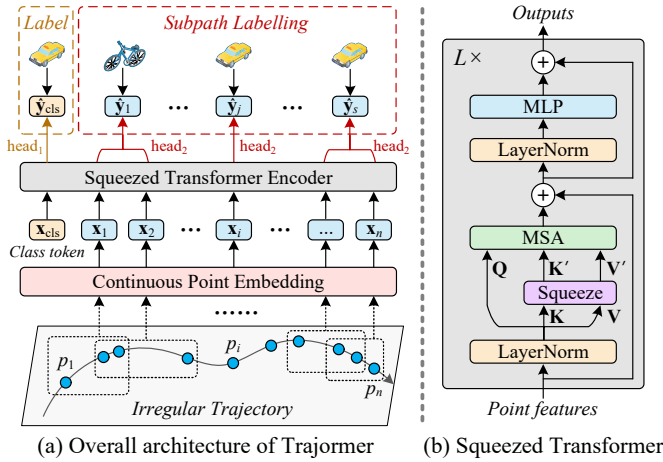 Label
Subpath Labelling
ŷcls
ŷ1
...
ŷj
...
ŷs
head1
head2
head2
head2
Squeezed Transformer Encoder
xcls
x1
x2
...
xi
...
...
xn
Class token
Continuous Point Embedding
......
p1
pi
pn
Irregular Trajectory
(a) Overall architecture of Trajormer
Outputs
L×
+
MLP
LayerNorm
+
MSA
Q
K′
V′
Squeeze
K
V
LayerNorm
Point features
(b) Squeezed Transformer